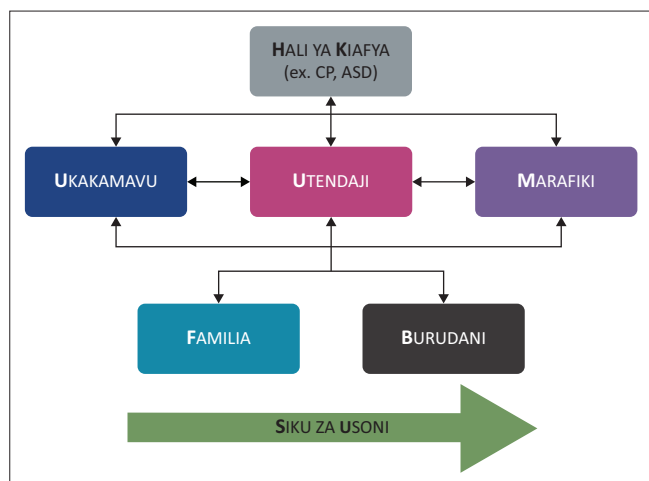 HALI YA KIAFYA
(ex. CP, ASD)
UKAKAMAVU
UTENDAJI
MARAFIKI
FAMILIA
BURUDANI
SIKU ZA USONI